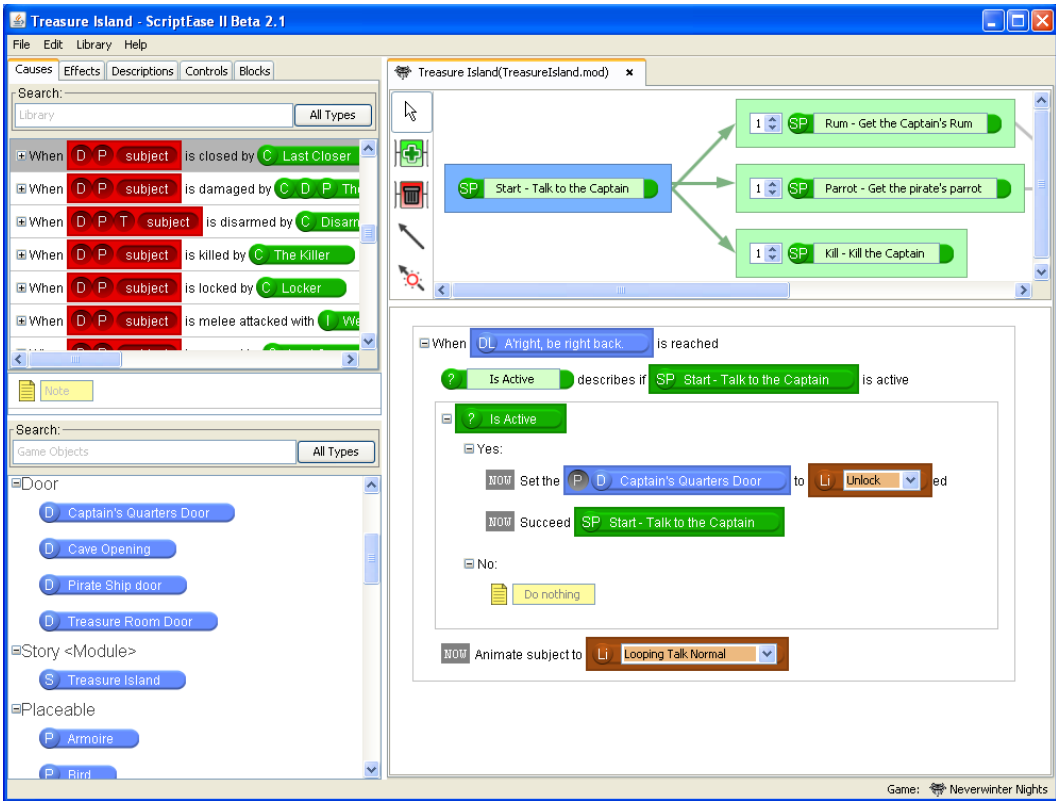 Treasure Island - ScriptEase II Beta 2.1
File Edit Library Help
Causes Effects Descriptions Controls Blocks
Search:
Library All Types
When D P subject is closed by C Last Closer
When D P subject is damaged by C D P
When D P T subject is disarmed by C
When D P subject is killed by C The Killer
When D P subject is locked by C Locker
When D P subject is melee attacked with I
Note
Search:
Game Objects All Types
Door
D Captain's Quarters Door
D Cave Opening
D Pirate Ship door
D Treasure Room Door
Story <Module>
S Treasure Island
Placeable
P Armoire
P Bird
Treasure Island(TreasureIsland.mod) x
SP Start - Talk to the Captain
1 SP Rum - Get the Captain's Rum
1 SP Parrot - Get the pirate's parrot
1 SP Kill - Kill the Captain
When DL A'right, be right back. is reached
? Is Active describes if SP Start - Talk to the Captain is active
? Is Active
Yes:
NOW Set the P D Captain's Quarters Door to Li Unlock ed
NOW Succeed SP Start - Talk to the Captain
No:
Do nothing
NOW Animate subject to Li Looping Talk Normal
Game: Neverwinter Nights